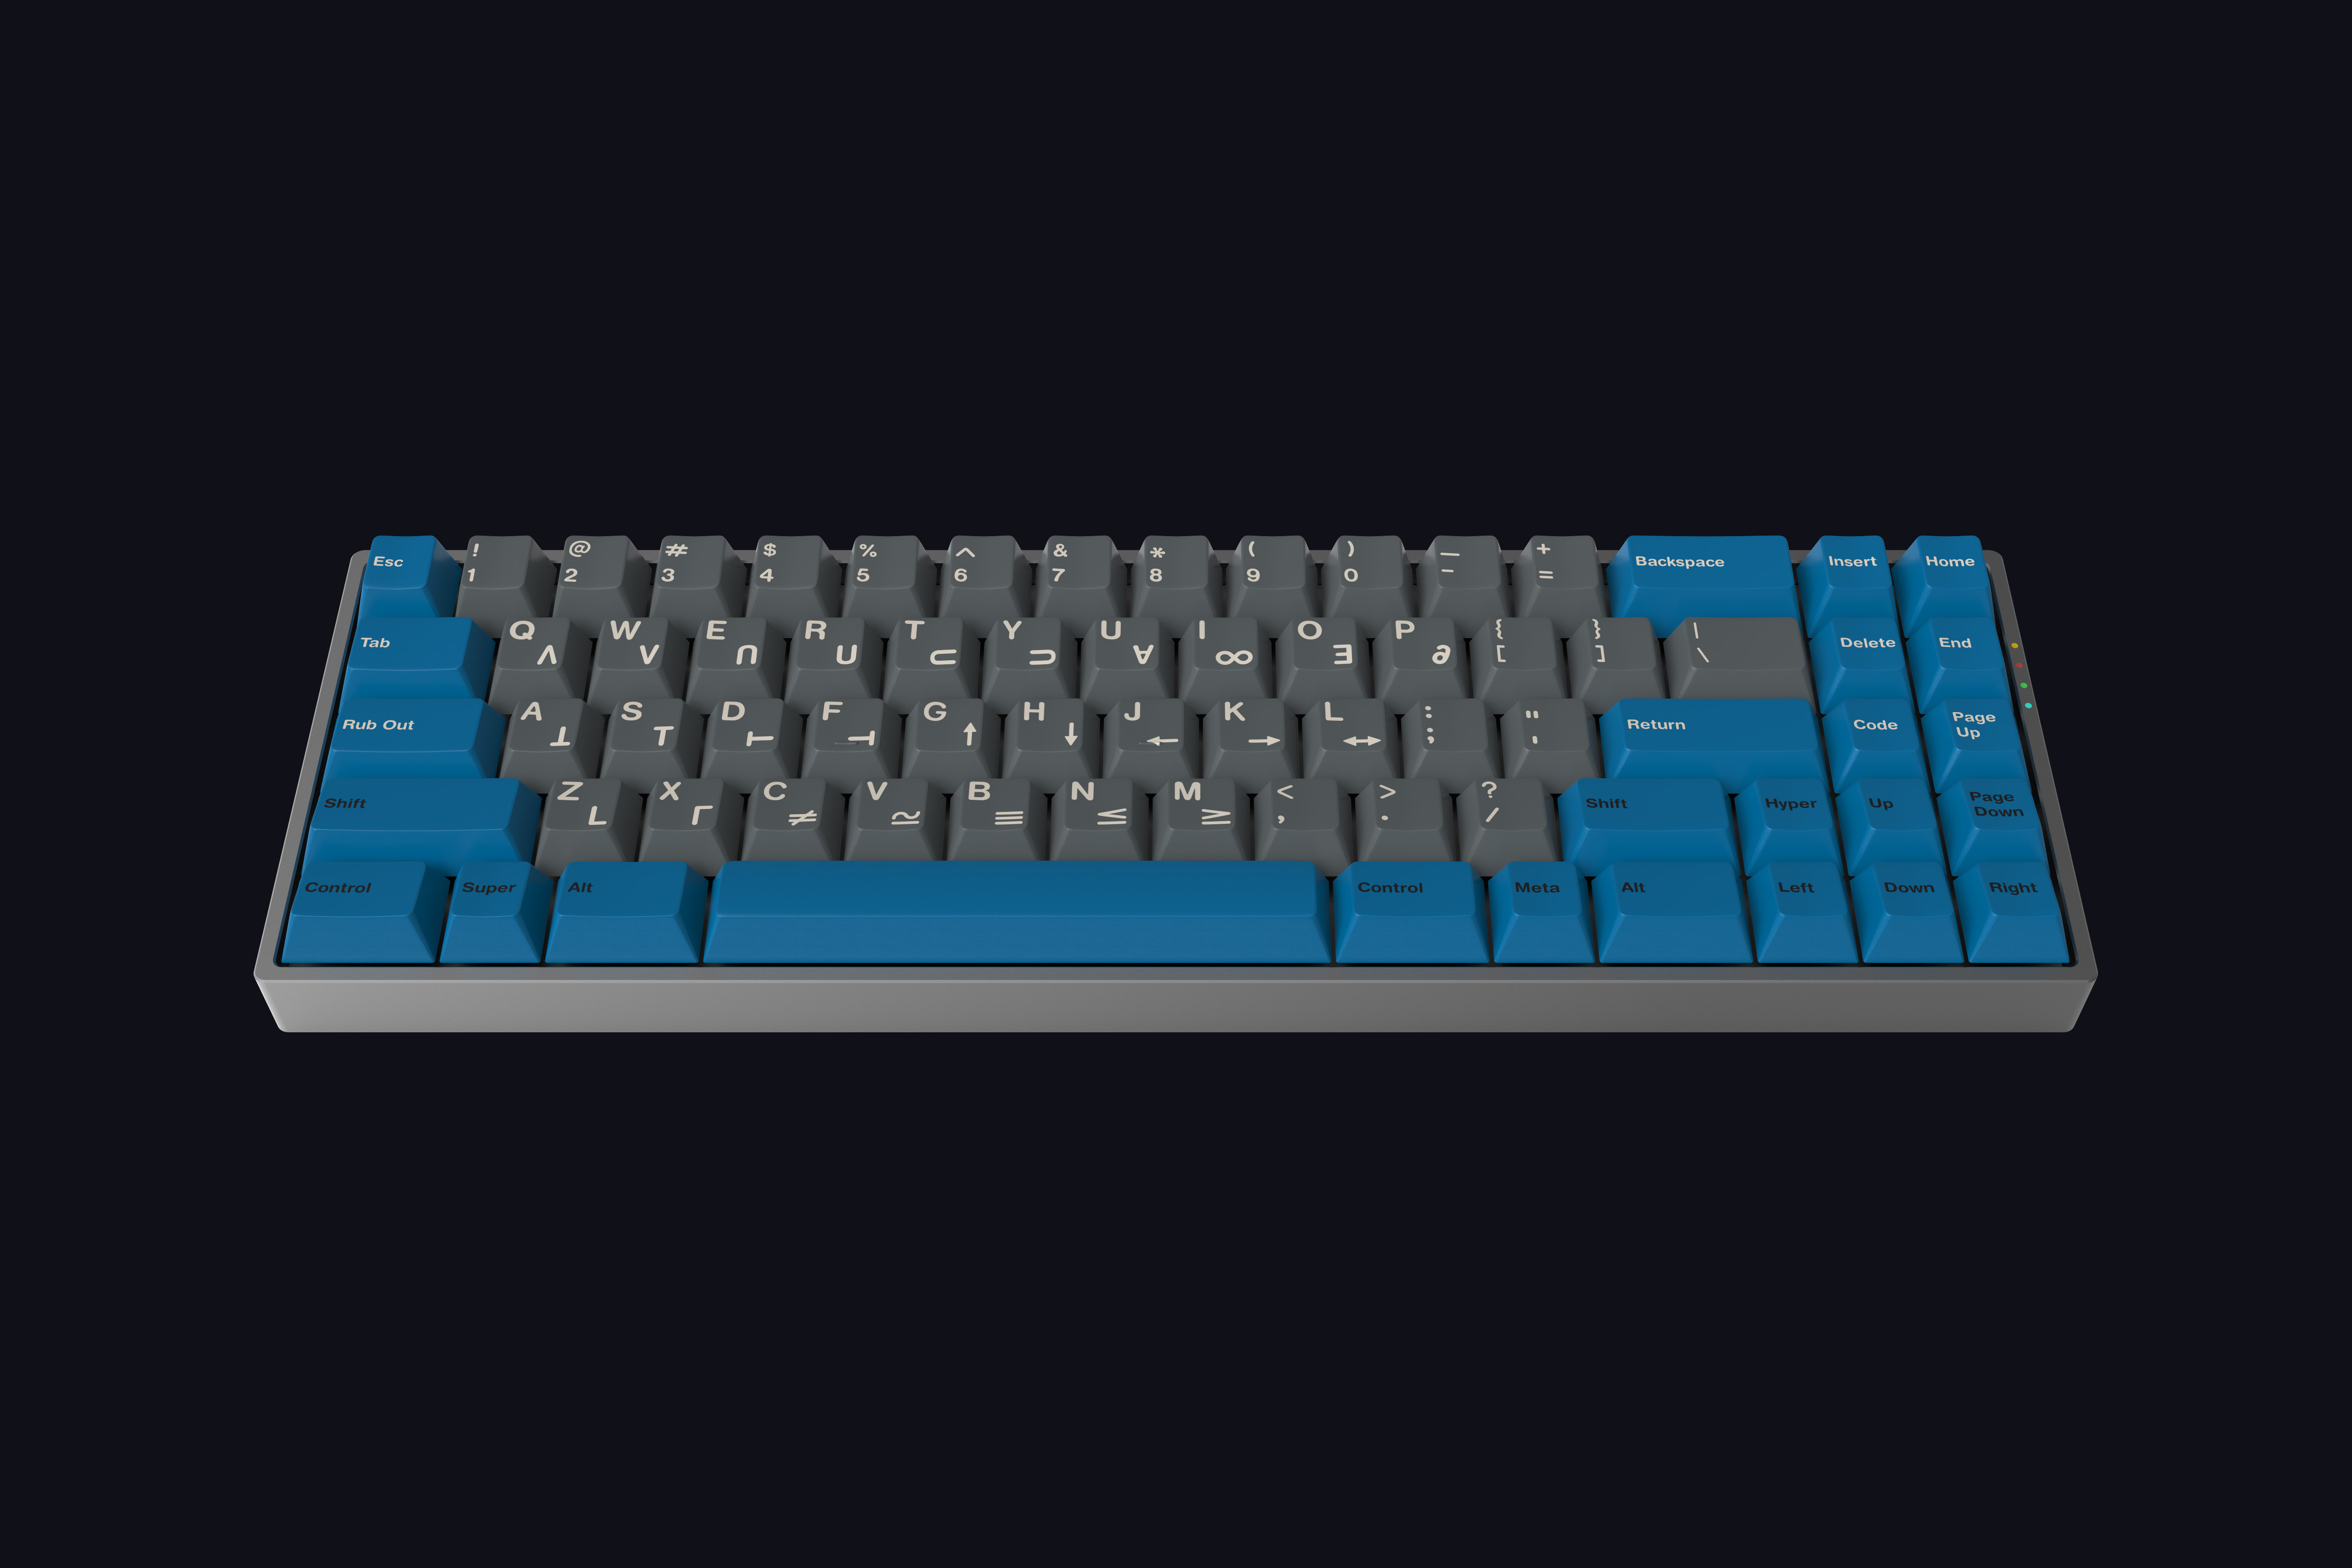 Esc ! @ # $ % ^ & * ( ) _ + Backspace Insert Home
1 2 3 4 5 6 7 8 9 0 - =
Tab Q W E R T Y U I O P { } | Delete End
∧ ∨ ∩ ∪ ⊂ ⊃ ∀ ∞ ∃ ∂ [ ] \
Rub Out A S D F G H J K L : " Return Code Page Up
⊥ ⊤ ⊢ ⊣ ↑ ↓ ← → ↔ ; '
Shift Z X C V B N M < > ? Shift Hyper Up Page Down
L Γ ≠ ≃ ≡ ≤ ≥ , . /
Control Super Alt Control Meta Alt Left Down Right